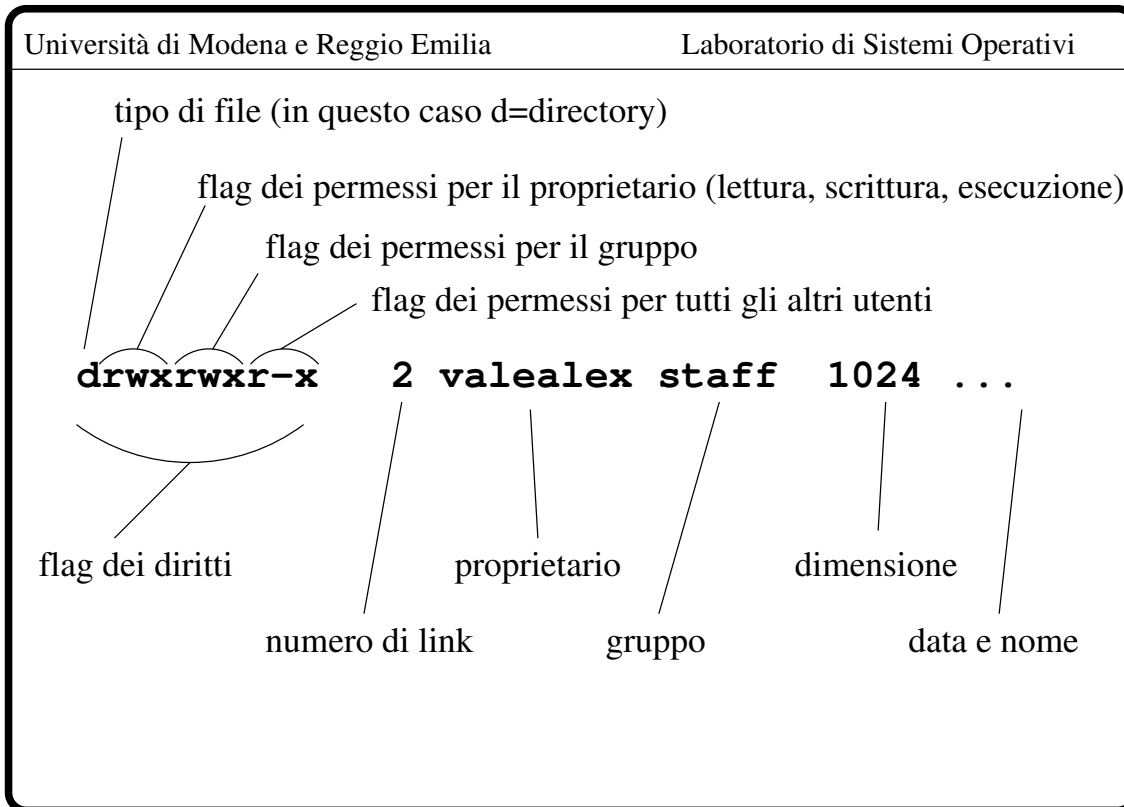 Università di Modena e Reggio Emilia Laboratorio di Sistemi Operativi
tipo di file (in questo caso d=directory)
flag dei permessi per il proprietario (lettura, scrittura, esecuzione)
flag dei permessi per il gruppo
flag dei permessi per tutti gli altri utenti
drwxrwxr-x 2 valealex staff 1024 ...
flag dei diritti proprietario dimensione
numero di link gruppo data e nome